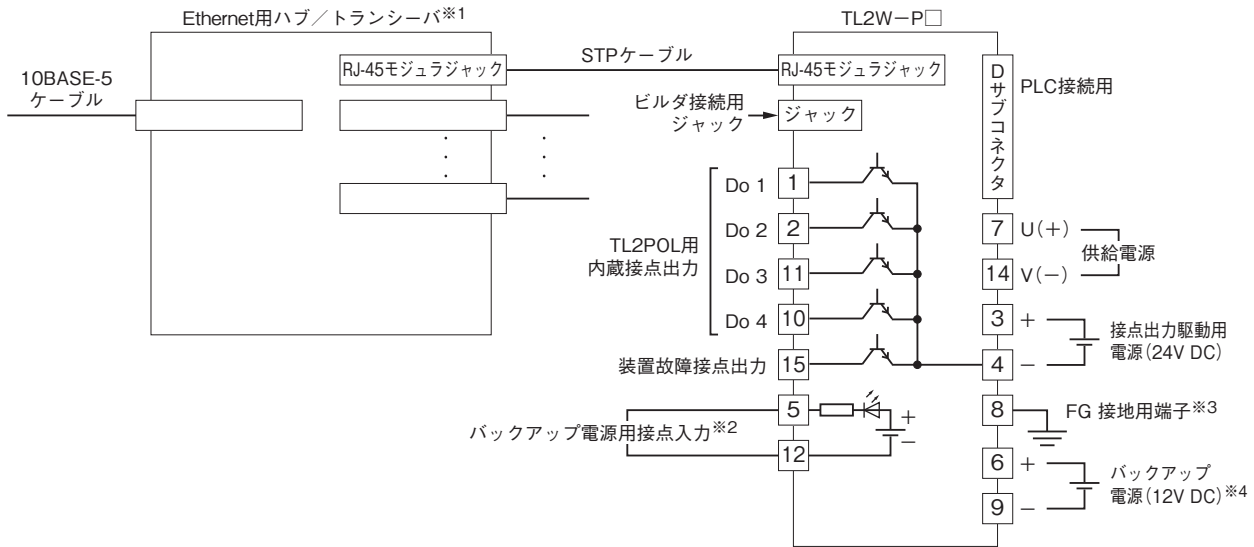 Ethernet用ハブ／トランシーバ※1
10BASE-5
ケーブル
RJ-45モジュラジャック
STPケーブル
TL2W－P□
RJ-45モジュラジャック
ビルダ接続用
ジャック
ジャック
Dサブコネクタ
PLC接続用
TL2POL用
内蔵接点出力
Do 1
1
Do 2
2
Do 3
11
Do 4
10
装置故障接点出力
15
バックアップ電源用接点入力※2
5
12
+
−
7
U(+)
14
V(−)
供給電源
3
+
4
−
接点出力駆動用
電源(24V DC)
8
FG 接地用端子※3
6
+
9
−
バックアップ
電源(12V DC)※4